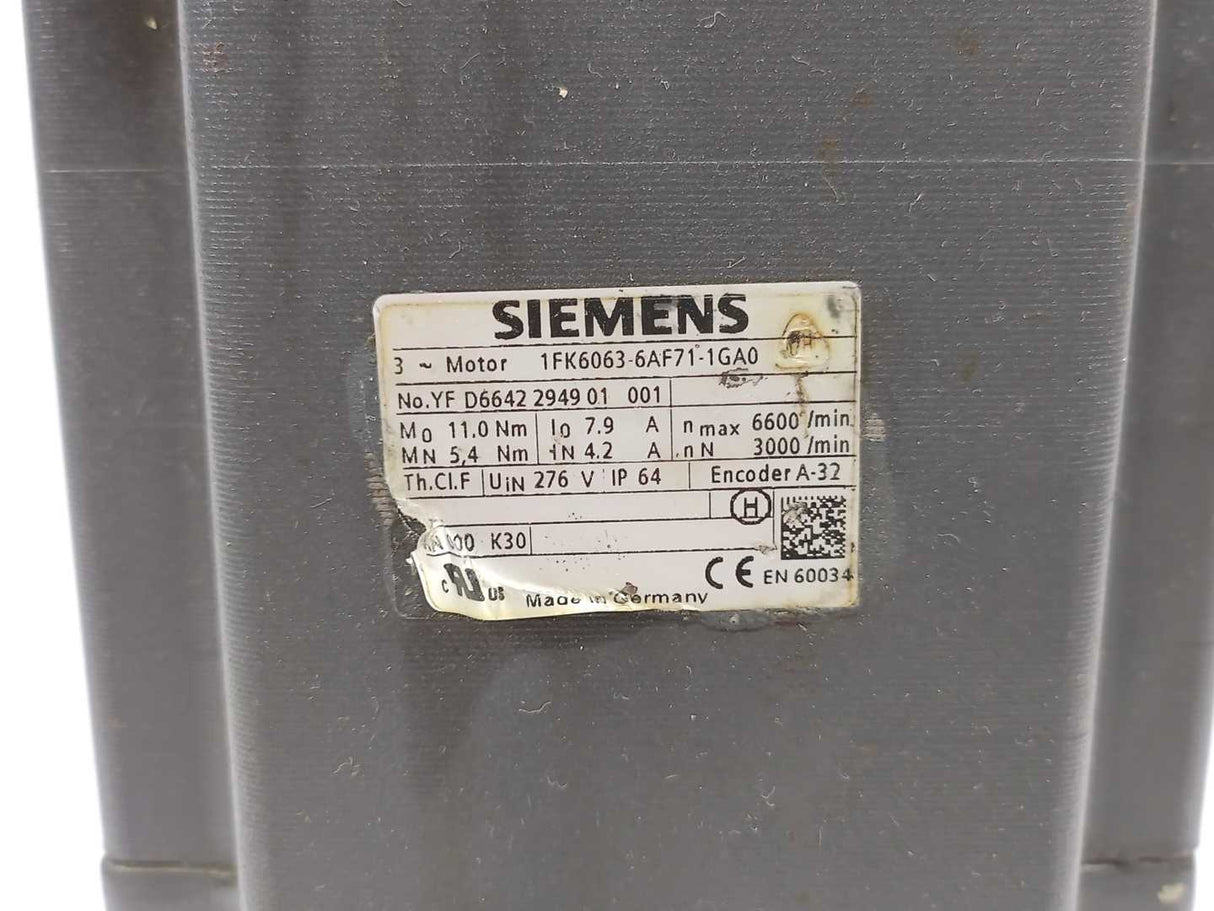 SIEMENS
3 ~ Motor 1FK6063-6AF71-1GA0
No.YF D6642 2949 01 001
M0 11.0 Nm I0 7.9 A n max 6600 /min
MN 5,4 Nm IN 4.2 A n N 3000 /min
Th.Cl.F UIN 276 V IP 64 Encoder A-32
H
K30
c US CE EN 60034
Made in Germany